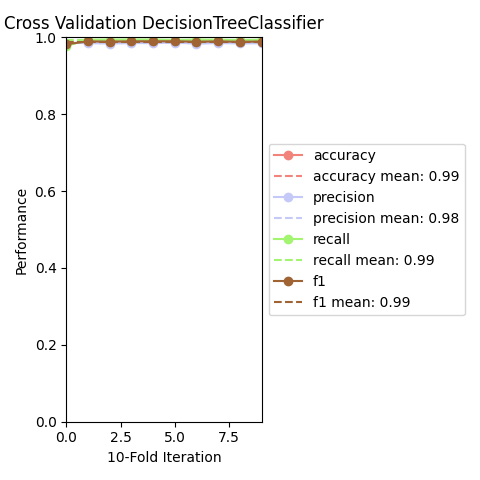 Cross Validation DecisionTreeClassifier
1.0
0.8
0.6
0.4
0.2
0.0
Performance
0.0 2.5 5.0 7.5
10-Fold Iteration
accuracy
accuracy mean: 0.99
precision
precision mean: 0.98
recall
recall mean: 0.99
f1
f1 mean: 0.99